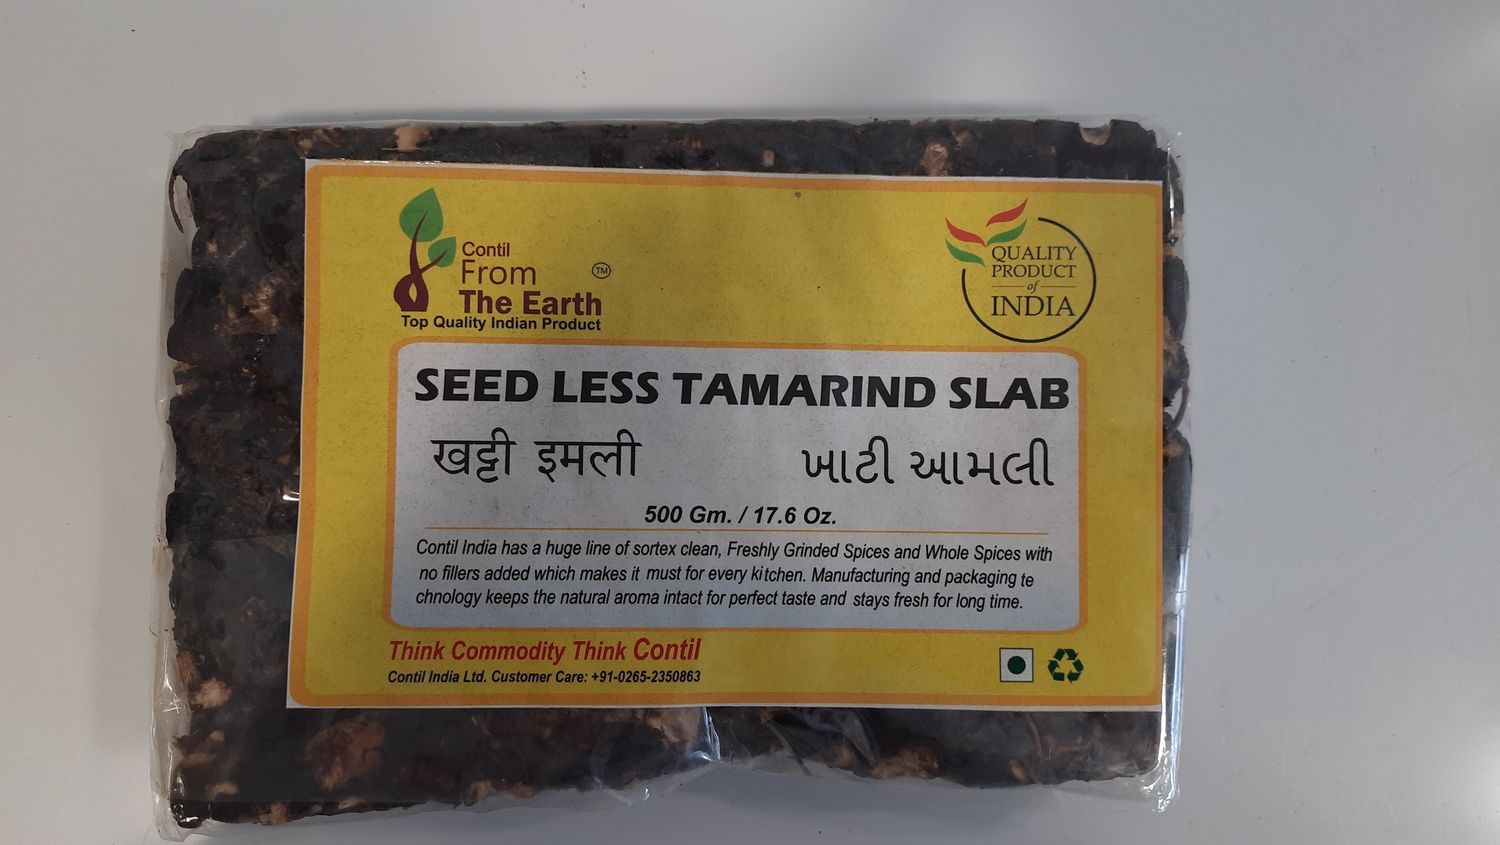 Contil
From
The Earth
TM
Top Quality Indian Product
QUALITY
PRODUCT
of
INDIA
SEED LESS TAMARIND SLAB
खट्टी इमली
ખાટી આમલી
500 Gm. / 17.6 Oz.
Contil India has a huge line of sortex clean, Freshly Grinded Spices and Whole Spices with
no fillers added which makes it must for every kitchen. Manufacturing and packaging te
chnology keeps the natural aroma intact for perfect taste and stays fresh for long time.
Think Commodity Think Contil
Contil India Ltd. Customer Care: +91-0265-2350863